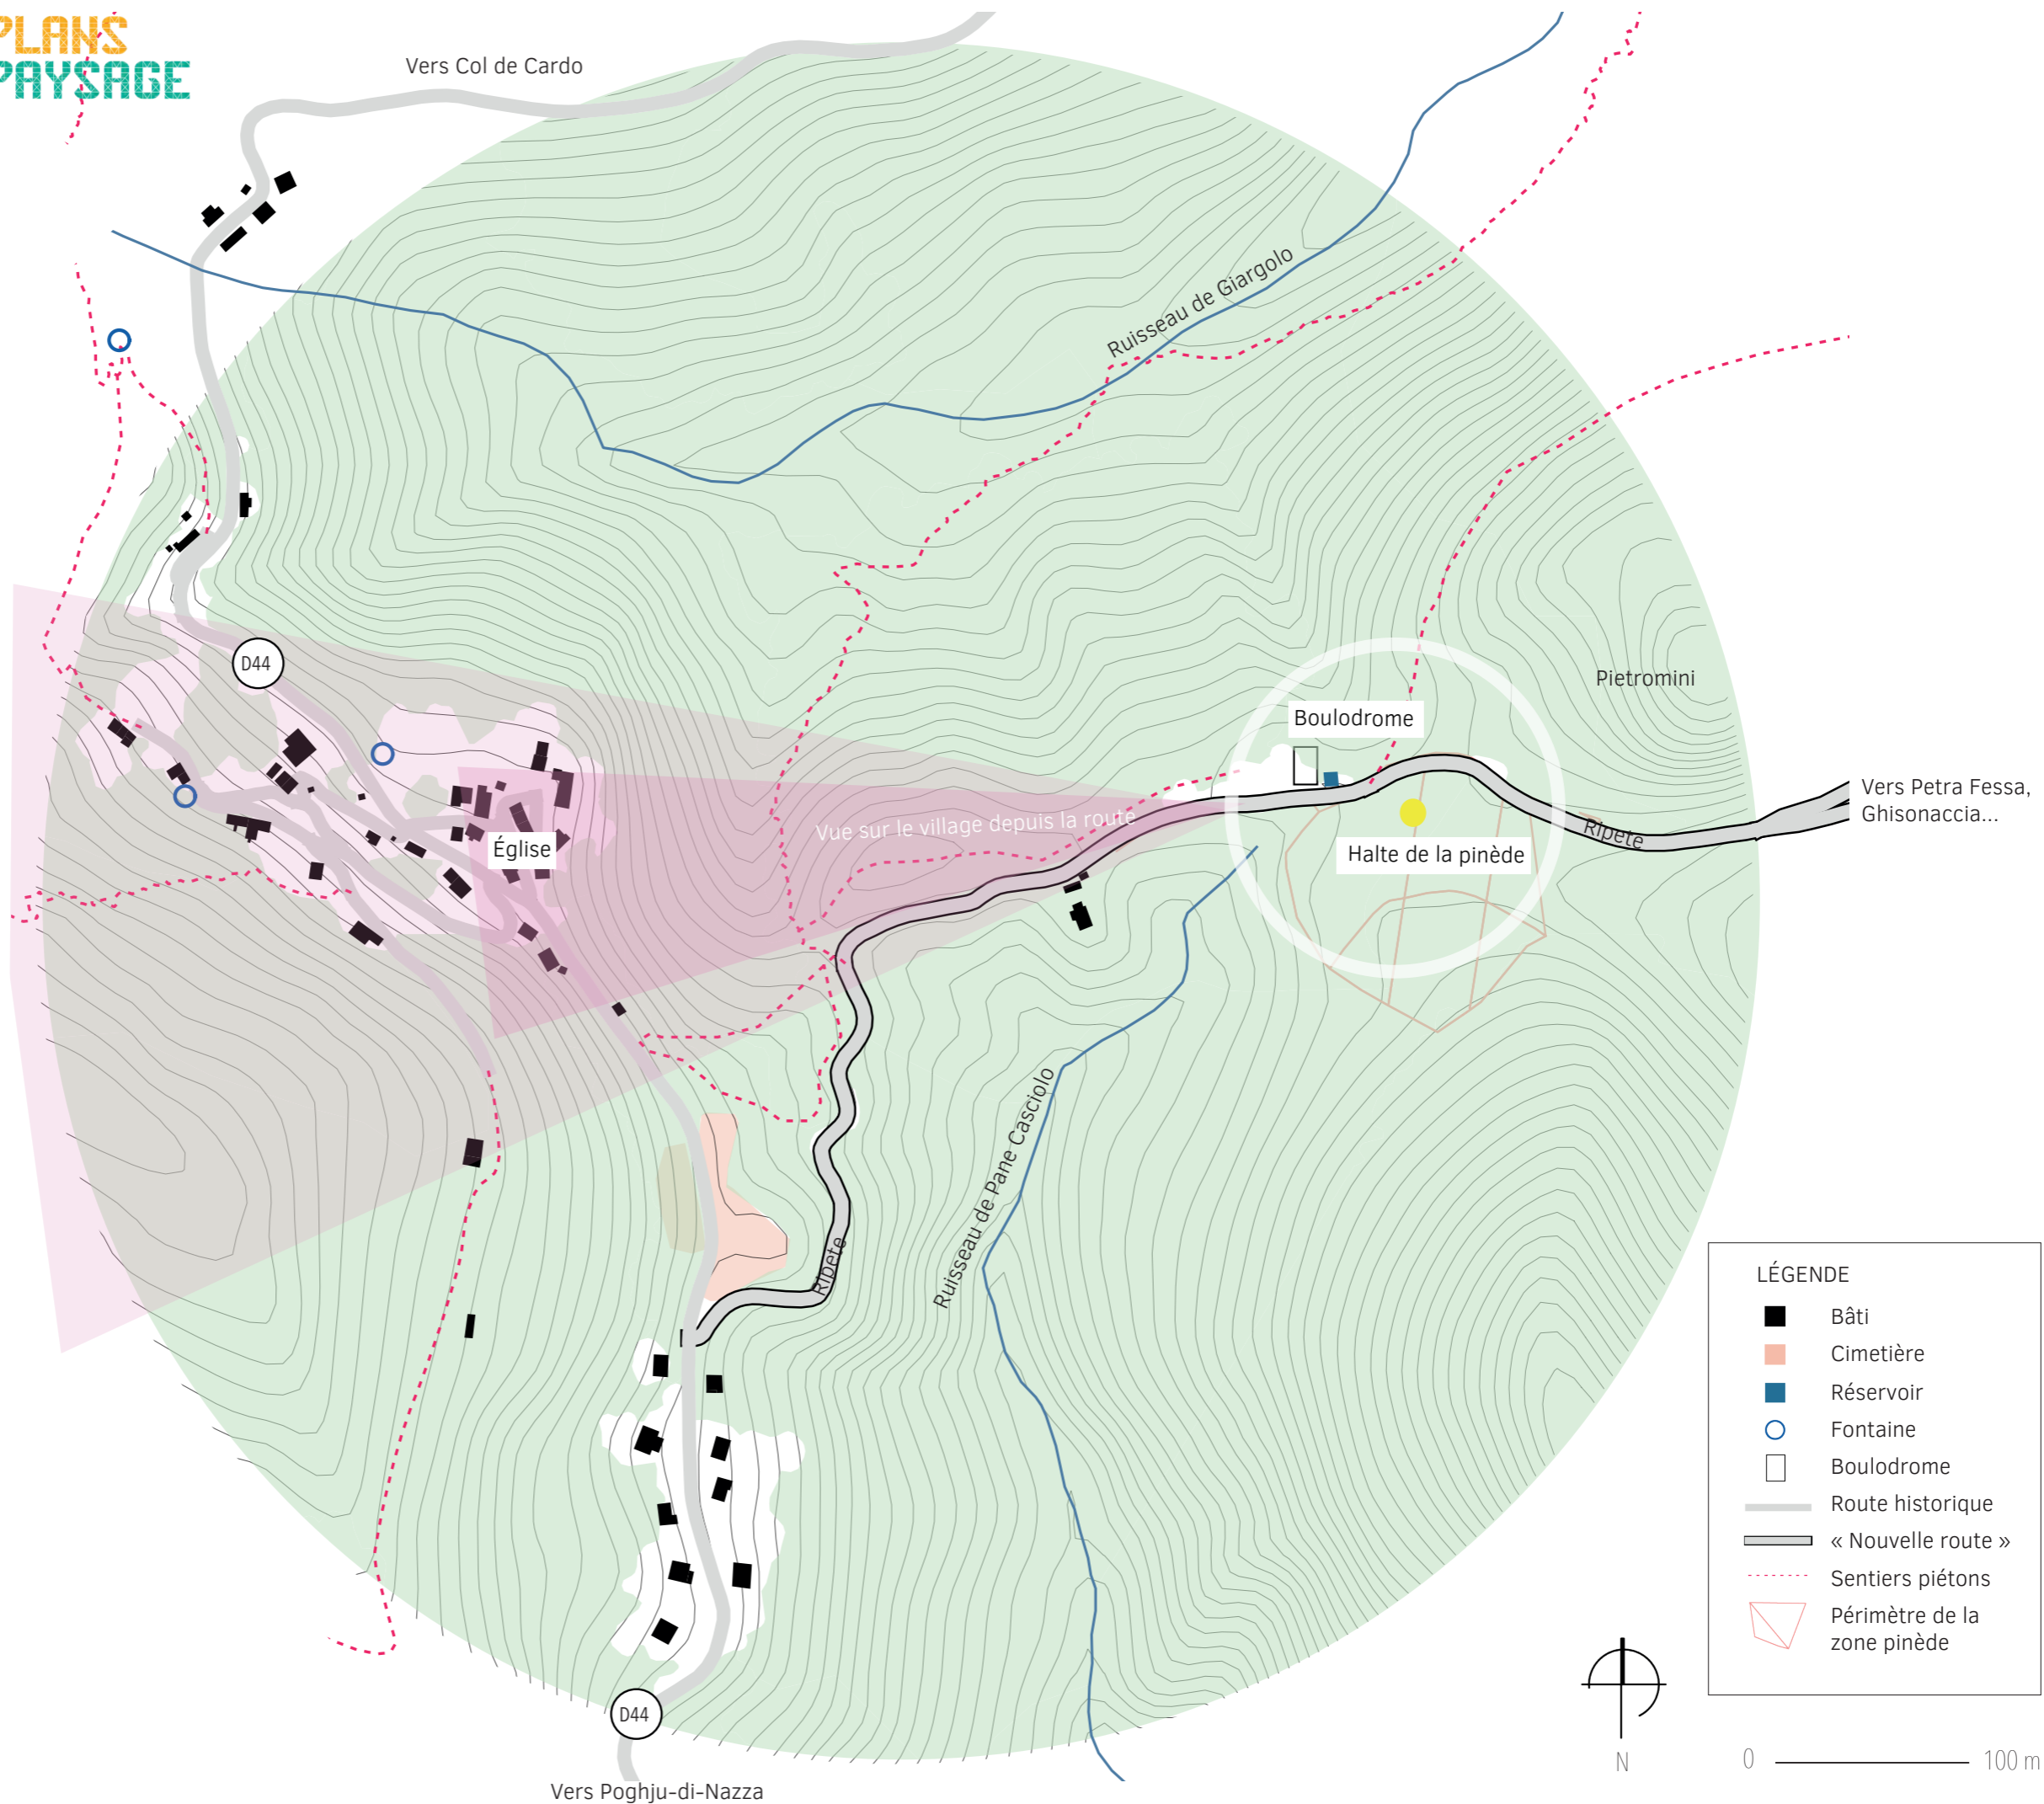 PLANS
PAYSAGE
Vers Col de Cardo
Ruisseau de Giargolo
D44
Pietromini
Boulodrome
Vers Petra Fessa,
Ghisonaccia...
Vue sur le village depuis la route
Ripete
Église
Halte de la pinède
Ruisseau de Pane Casciolo
Ripete
D44
Vers Poghju-di-Nazza
LÉGENDE
Bâti
Cimetière
Réservoir
Fontaine
Boulodrome
Route historique
« Nouvelle route »
Sentiers piétons
Périmètre de la
zone pinède
N
0 100 m